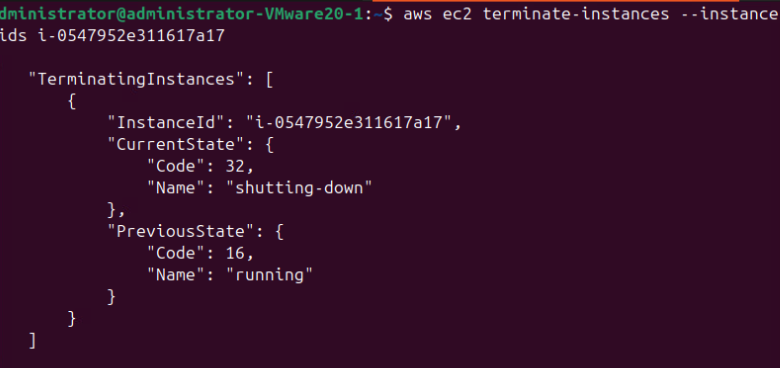 dministrator@administrator-VMware20-1:~$ aws ec2 terminate-instances --instance
ids i-0547952e311617a17
"TerminatingInstances": [
{
"InstanceId": "i-0547952e311617a17",
"CurrentState": {
"Code": 32,
"Name": "shutting-down"
},
"PreviousState": {
"Code": 16,
"Name": "running"
}
}
]